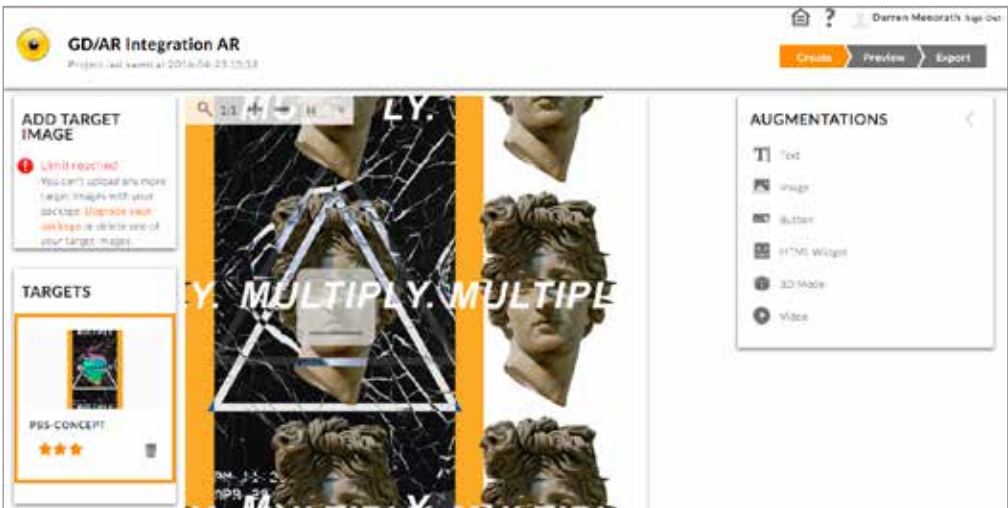 Darren Menorath Sign Out
GD/AR Integration AR
Project last saved at 2016-04-25 15:18
Create
Preview
Export
ADD TARGET
IMAGE
Limit reached
You can't upload any more
target images with your
package. Upgrade your
package or delete one of
your target images.
1:1
LY.
TARGETS
Y. MULTIPLY. MULTIPL
PBS-CONCEPT
AUGMENTATIONS
Text
Image
Button
HTML Widget
3D Model
Video